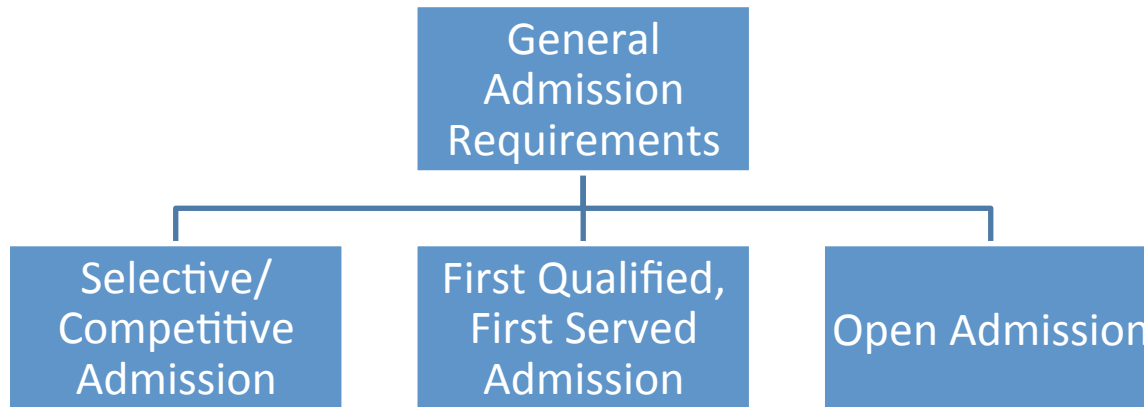 General
Admission
Requirements
Selective/
Competitive
Admission
First Qualified,
First Served
Admission
Open Admission